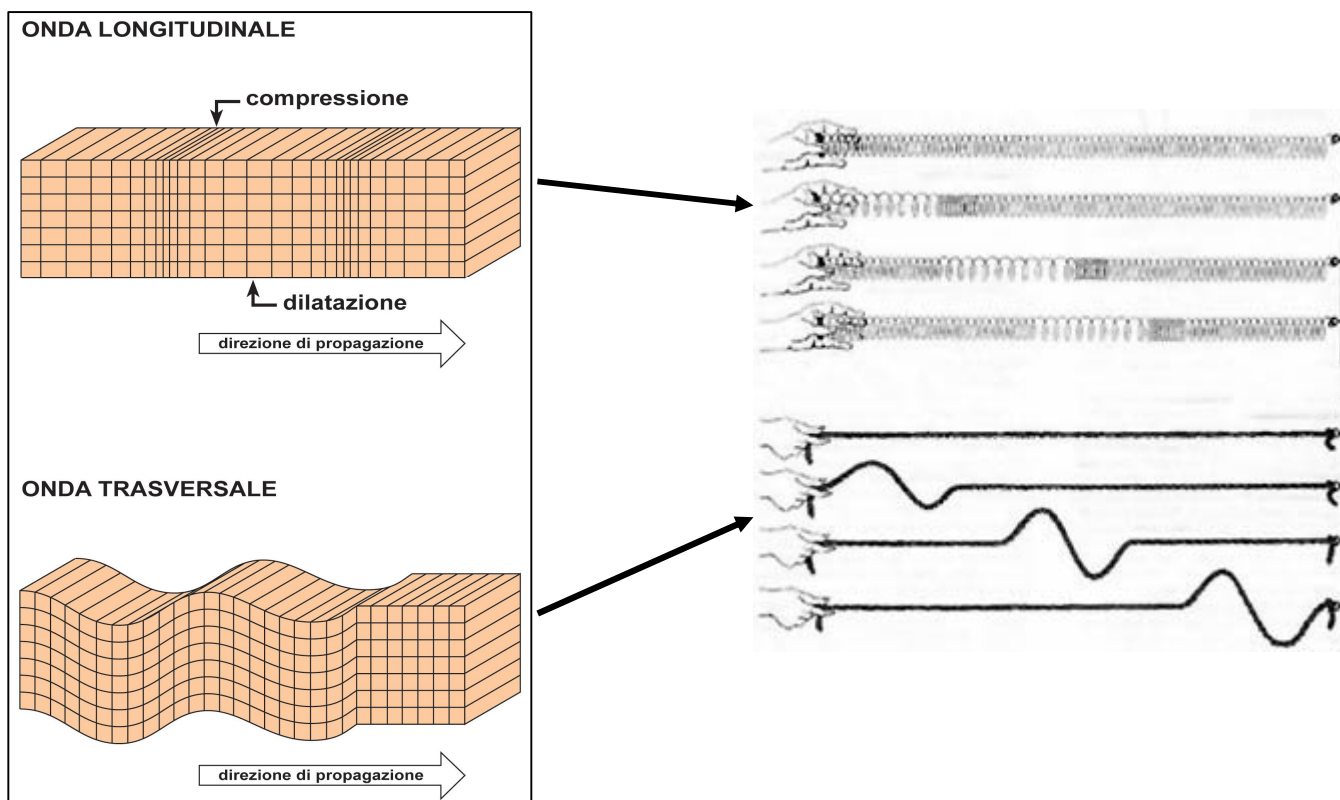 ONDA LONGITUDINALE
compressione
dilatazione
direzione di propagazione
ONDA TRASVERSALE
direzione di propagazione